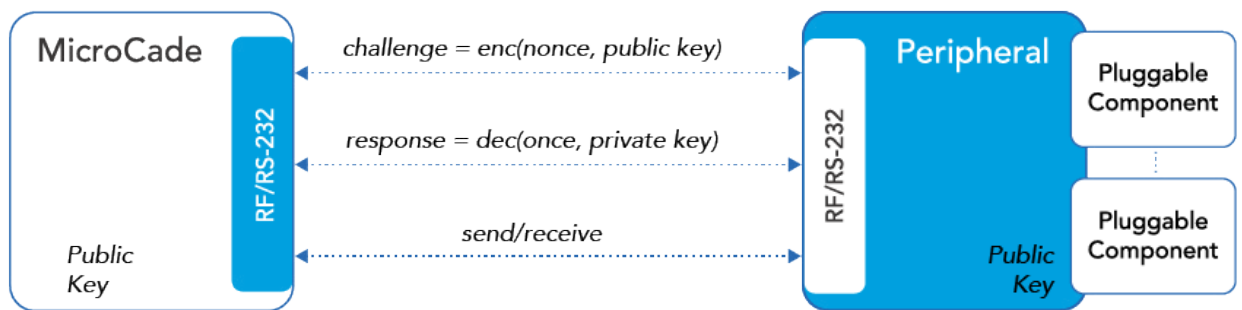 MicroCade
RF/RS-232
Public
Key
challenge = enc(nonce, public key)
response = dec(once, private key)
send/receive
RF/RS-232
Peripheral
Public
Key
Pluggable
Component
Pluggable
Component